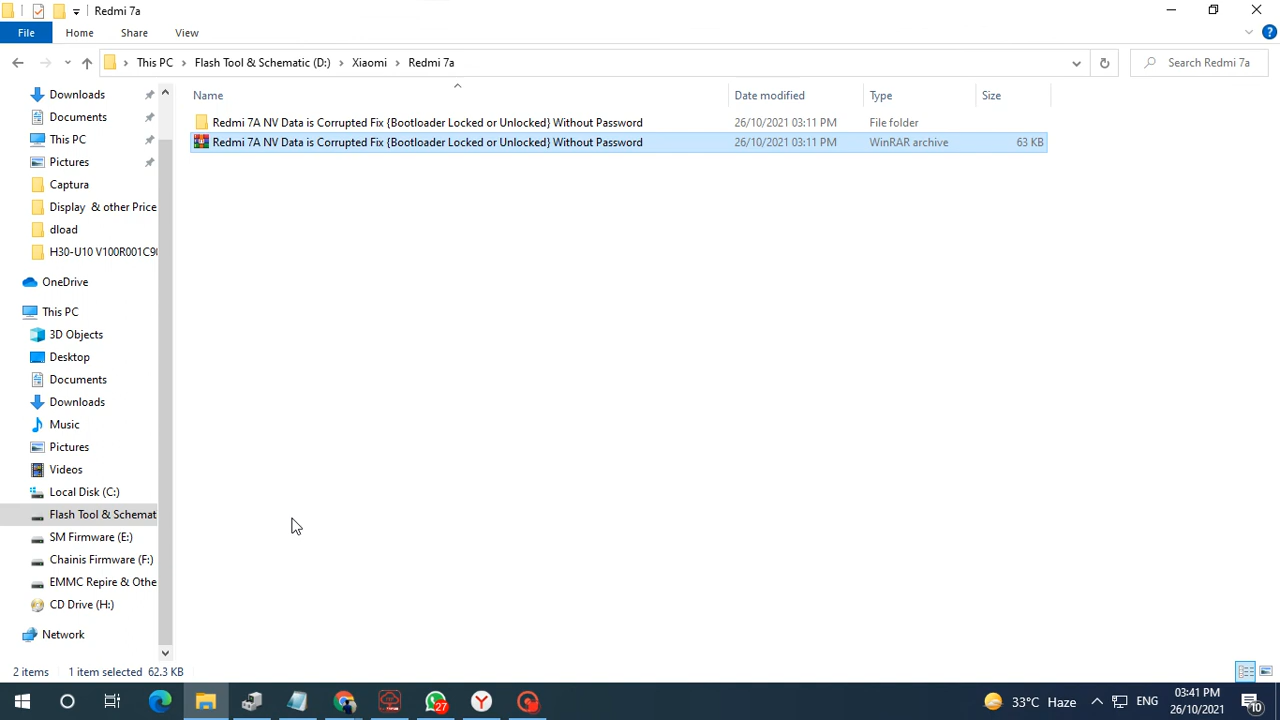 Redmi 7a
File Home Share View
This PC Flash Tool & Schematic (D:) Xiaomi Redmi 7a Search Redmi 7a
Name Date modified Type Size
Redmi 7A NV Data is Corrupted Fix {Bootloader Locked or Unlocked} Without Password 26/10/2021 03:11 PM File folder
Redmi 7A NV Data is Corrupted Fix {Bootloader Locked or Unlocked} Without Password 26/10/2021 03:11 PM WinRAR archive 63 KB
Downloads
Documents
This PC
Pictures
Captura
Display & other Price
dload
H30-U10 V100R001C90
OneDrive
This PC
3D Objects
Desktop
Documents
Downloads
Music
Pictures
Videos
Local Disk (C:)
Flash Tool & Schemat
SM Firmware (E:)
Chainis Firmware (F:)
EMMC Repire & Othe
CD Drive (H:)
Network
2 items 1 item selected 62.3 KB
27 33°C Haze ENG 03:41 PM
26/10/2021 10